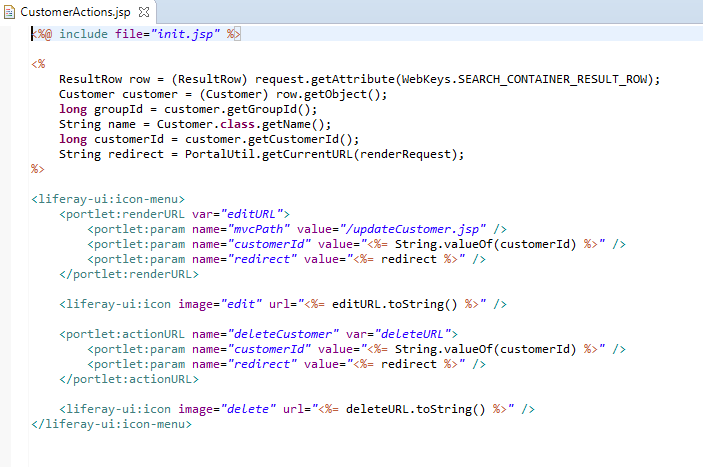 CustomerActions.jsp
<%@ include file="init.jsp" %>
<%
    ResultRow row = (ResultRow) request.getAttribute(WebKeys.SEARCH_CONTAINER_RESULT_ROW);
    Customer customer = (Customer) row.getObject();
    long groupId = customer.getGroupId();
    String name = Customer.class.getName();
    long customerId = customer.getCustomerId();
    String redirect = PortalUtil.getCurrentURL(renderRequest);
%>
<liferay-ui:icon-menu>
    <portlet:renderURL var="editURL">
        <portlet:param name="mvcPath" value="/updateCustomer.jsp" />
        <portlet:param name="customerId" value="<%= String.valueOf(customerId) %>" />
        <portlet:param name="redirect" value="<%= redirect %>" />
    </portlet:renderURL>
    <liferay-ui:icon image="edit" url="<%= editURL.toString() %>" />
    <portlet:actionURL name="deleteCustomer" var="deleteURL">
        <portlet:param name="customerId" value="<%= String.valueOf(customerId) %>" />
        <portlet:param name="redirect" value="<%= redirect %>" />
    </portlet:actionURL>
    <liferay-ui:icon image="delete" url="<%= deleteURL.toString() %>" />
</liferay-ui:icon-menu>